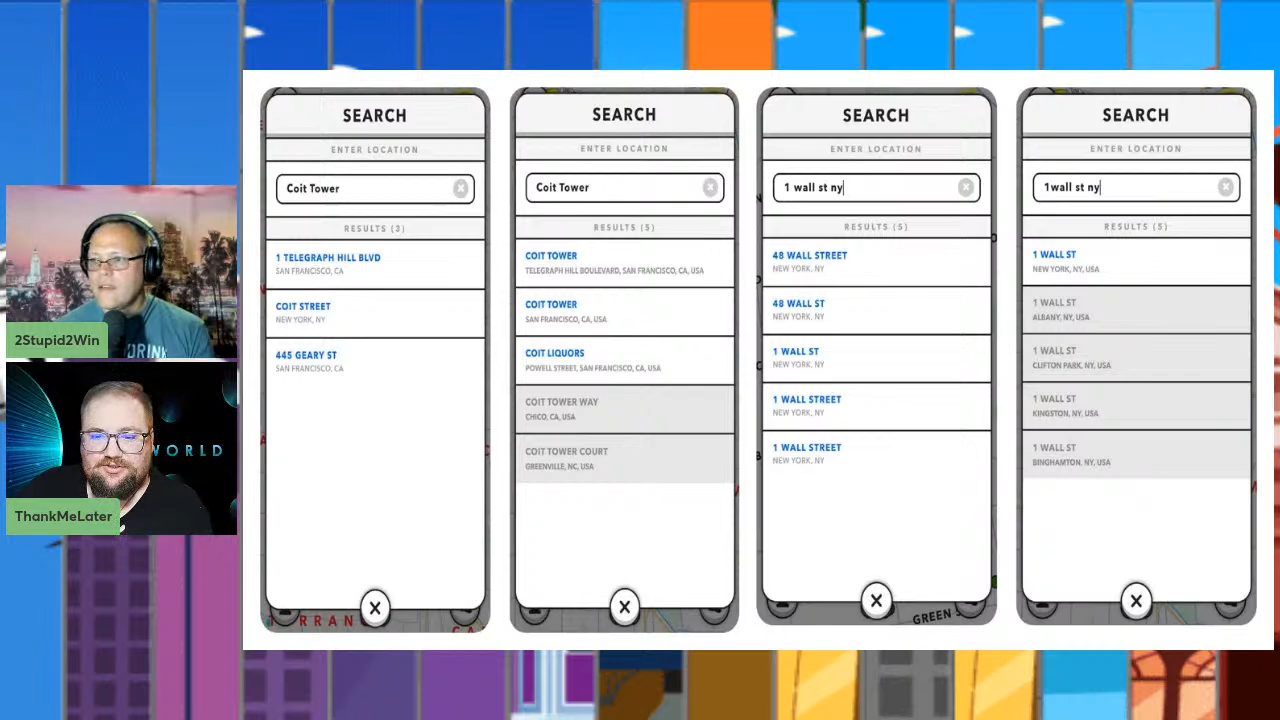 SEARCH
ENTER LOCATION
Coit Tower
RESULTS (3)
1 TELEGRAPH HILL BLVD
SAN FRANCISCO, CA
COIT STREET
NEW YORK, NY
445 GEARY ST
SAN FRANCISCO, CA
SEARCH
ENTER LOCATION
Coit Tower
RESULTS (5)
COIT TOWER
TELEGRAPH HILL BOULEVARD, SAN FRANCISCO, CA, USA
COIT TOWER
SAN FRANCISCO, CA, USA
COIT LIQUORS
POWELL STREET, SAN FRANCISCO, CA, USA
COIT TOWER WAY
CHICO, CA, USA
COIT TOWER COURT
GREENVILLE, NC, USA
SEARCH
ENTER LOCATION
1 wall st ny
RESULTS (5)
48 WALL STREET
NEW YORK, NY
48 WALL ST
NEW YORK, NY
1 WALL ST
NEW YORK, NY
1 WALL STREET
NEW YORK, NY
1 WALL STREET
NEW YORK, NY
GREEN
SEARCH
ENTER LOCATION
1wall st ny
RESULTS (5)
1 WALL ST
NEW YORK, NY, USA
1 WALL ST
ALBANY, NY, USA
1 WALL ST
CLIFTON PARK, NY, USA
1 WALL ST
KINGSTON, NY, USA
1 WALL ST
BINGHAMTON, NY, USA
2Stupid2Win
DRINK
WORLD
ThankMeLater